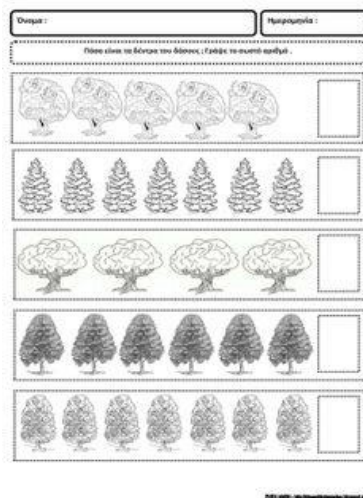 Όνομα :
Ημερομηνία :
Πόσα είναι τα δέντρα του δάσους ; Γράψε το σωστό αριθμό .